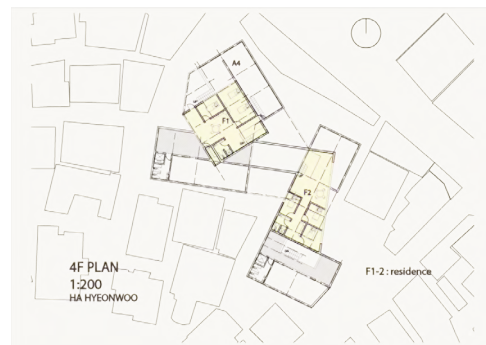 A4
F1
F2
4F PLAN
1:200
HA HYEONWOO
F1-2 : residence